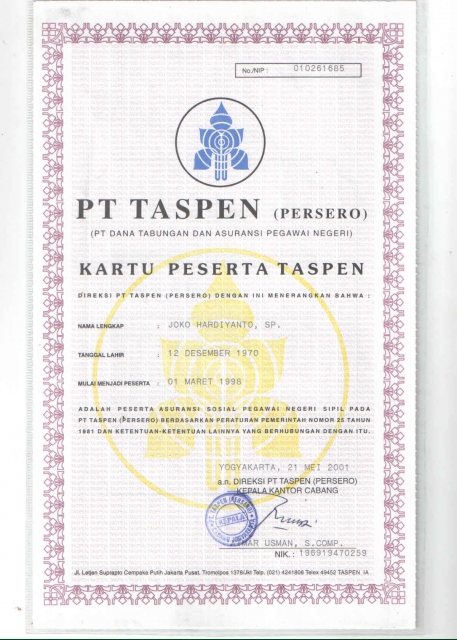 No./NIP : 010261685
PT TASPEN (PERSERO)
(PT DANA TABUNGAN DAN ASURANSI PEGAWAI NEGERI)
KARTU PESERTA TASPEN
DIREKSI PT TASPEN (PERSERO) DENGAN INI MENERANGKAN BAHWA :
NAMA LENGKAP : JOKO HARDIYANTO, SP.
TANGGAL LAHIR : 12 DESEMBER 1970
MULAI MENJADI PESERTA : 01 MARET 1998
ADALAH PESERTA ASURANSI SOSIAL PEGAWAI NEGERI SIPIL PADA
PT TASPEN (PERSERO) BERDASARKAN PERATURAN PEMERINTAH NOMOR 25 TAHUN
1981 DAN KETENTUAN-KETENTUAN LAINNYA YANG BERHUBUNGAN DENGAN ITU.
YOGYAKARTA, 21 MEI 2001
a.n. DIREKSI PT TASPEN (PERSERO)
KEPALA KANTOR CABANG
KEPALA
USMAN, S.COMP.
NIK. : 196919470259
Jl. Letjen Suprapto Cempaka Putih Jakarta Pusat, Tromolpos 1378/Jkt Telp. (021) 4241808 Telex 49452 TASPEN IA